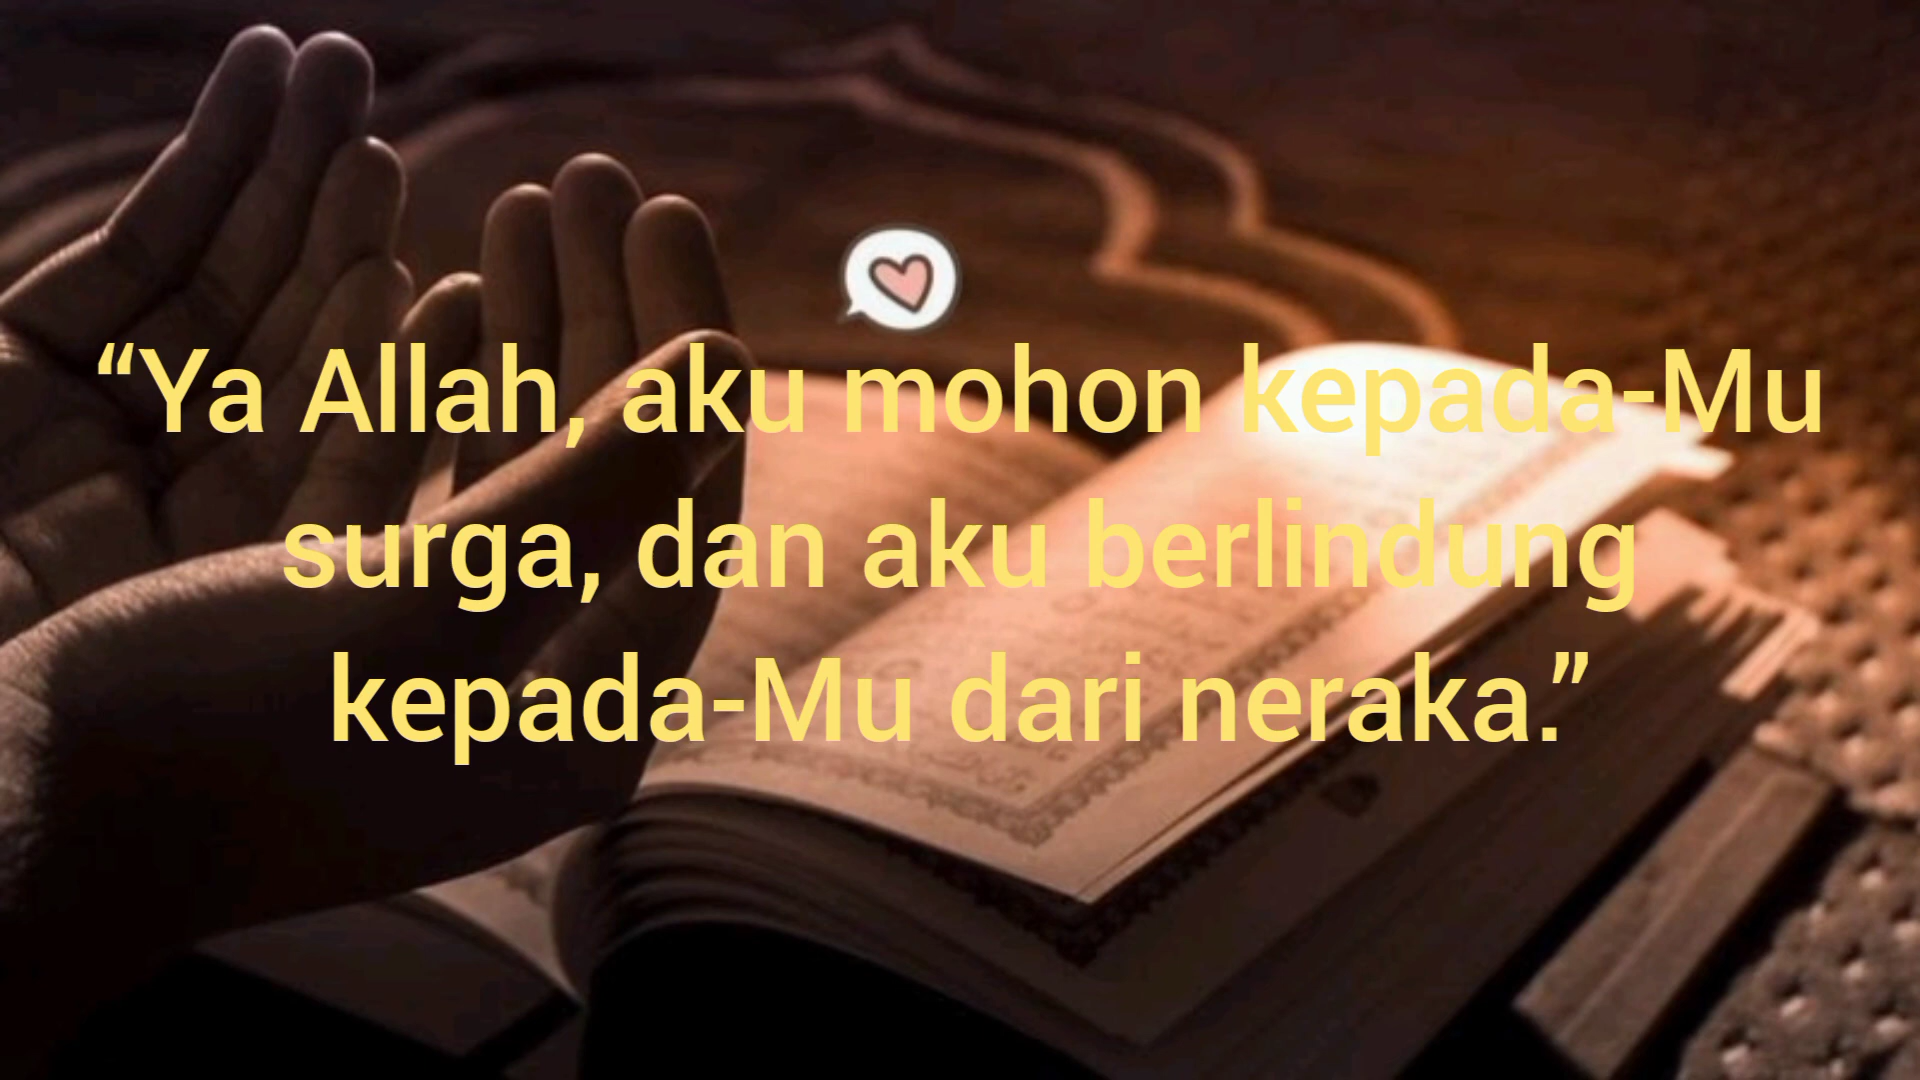 “Ya Allah, aku mohon kepada-Mu
surga, dan aku berlindung
kepada-Mu dari neraka.”